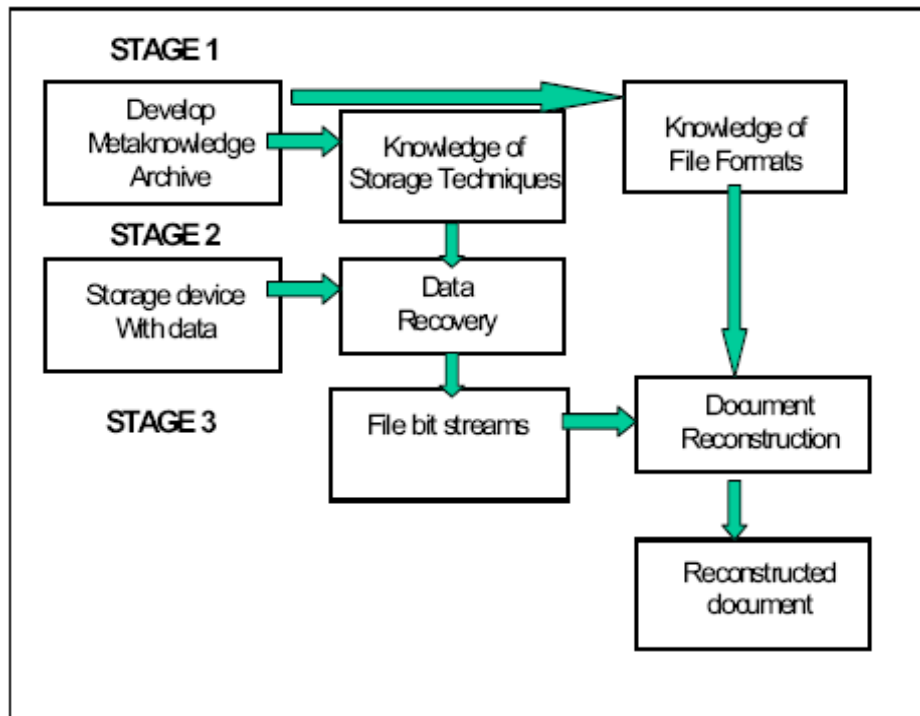 STAGE 1
Develop
Metaknowledge
Archive
Knowledge of
Storage Techniques
Knowledge of
File Formats
STAGE 2
Storage device
With data
Data
Recovery
STAGE 3
File bit streams
Document
Reconstruction
Reconstructed
document